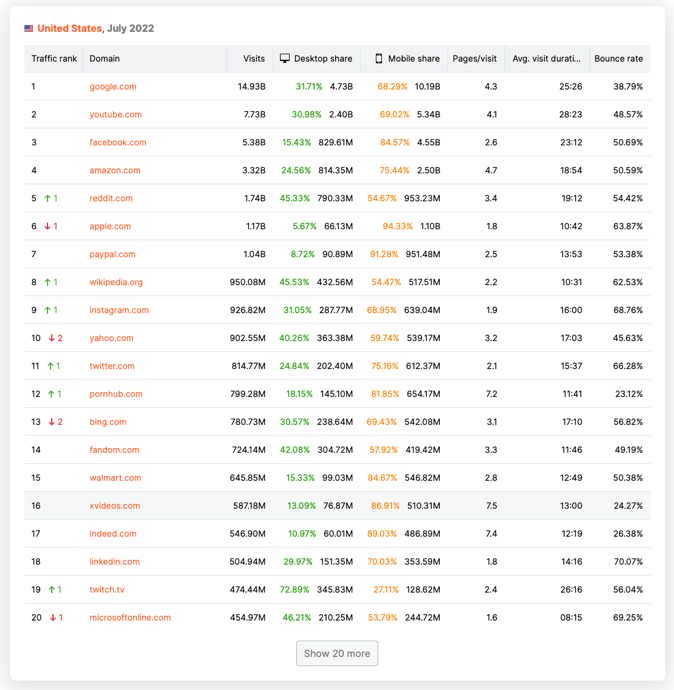 United States, July 2022
Traffic rank Domain Visits Desktop share Mobile share Pages/visit Avg. visit durati... Bounce rate
1 google.com 14.93B 31.71% 4.73B 68.29% 10.19B 4.3 25:26 38.79%
2 youtube.com 7.73B 30.98% 2.40B 69.02% 5.34B 4.1 28:23 48.57%
3 facebook.com 5.38B 15.43% 829.61M 84.57% 4.55B 2.6 23:12 50.69%
4 amazon.com 3.32B 24.56% 814.35M 75.44% 2.50B 4.7 18:54 50.59%
5 ↑ 1 reddit.com 1.74B 45.33% 790.33M 54.67% 953.23M 3.4 19:12 54.42%
6 ↓ 1 apple.com 1.17B 5.67% 66.13M 94.33% 1.10B 1.8 10:42 63.87%
7 paypal.com 1.04B 8.72% 90.89M 91.28% 951.48M 2.5 13:53 53.38%
8 ↑ 1 wikipedia.org 950.08M 45.53% 432.56M 54.47% 517.51M 2.2 10:31 62.53%
9 ↑ 1 instagram.com 926.82M 31.05% 287.77M 68.95% 639.04M 1.9 16:00 68.76%
10 ↓ 2 yahoo.com 902.55M 40.26% 363.38M 59.74% 539.17M 3.2 17:03 45.63%
11 ↑ 1 twitter.com 814.77M 24.84% 202.40M 75.16% 612.37M 2.1 15:37 66.28%
12 ↑ 1 pornhub.com 799.28M 18.15% 145.10M 81.85% 654.17M 7.2 11:41 23.12%
13 ↓ 2 bing.com 780.73M 30.57% 238.64M 69.43% 542.08M 3.1 17:10 56.82%
14 fandom.com 724.14M 42.08% 304.72M 57.92% 419.42M 3.3 11:46 49.19%
15 walmart.com 645.85M 15.33% 99.03M 84.67% 546.82M 2.8 12:49 50.38%
16 xvideos.com 587.18M 13.09% 76.87M 86.91% 510.31M 7.5 13:00 24.27%
17 indeed.com 546.90M 10.97% 60.01M 89.03% 486.89M 7.4 12:19 26.38%
18 linkedin.com 504.94M 29.97% 151.35M 70.03% 353.59M 1.8 14:16 70.07%
19 ↑ 1 twitch.tv 474.44M 72.89% 345.83M 27.11% 128.62M 2.4 26:16 56.04%
20 ↓ 1 microsoftonline.com 454.97M 46.21% 210.25M 53.79% 244.72M 1.6 08:15 69.25%
Show 20 more